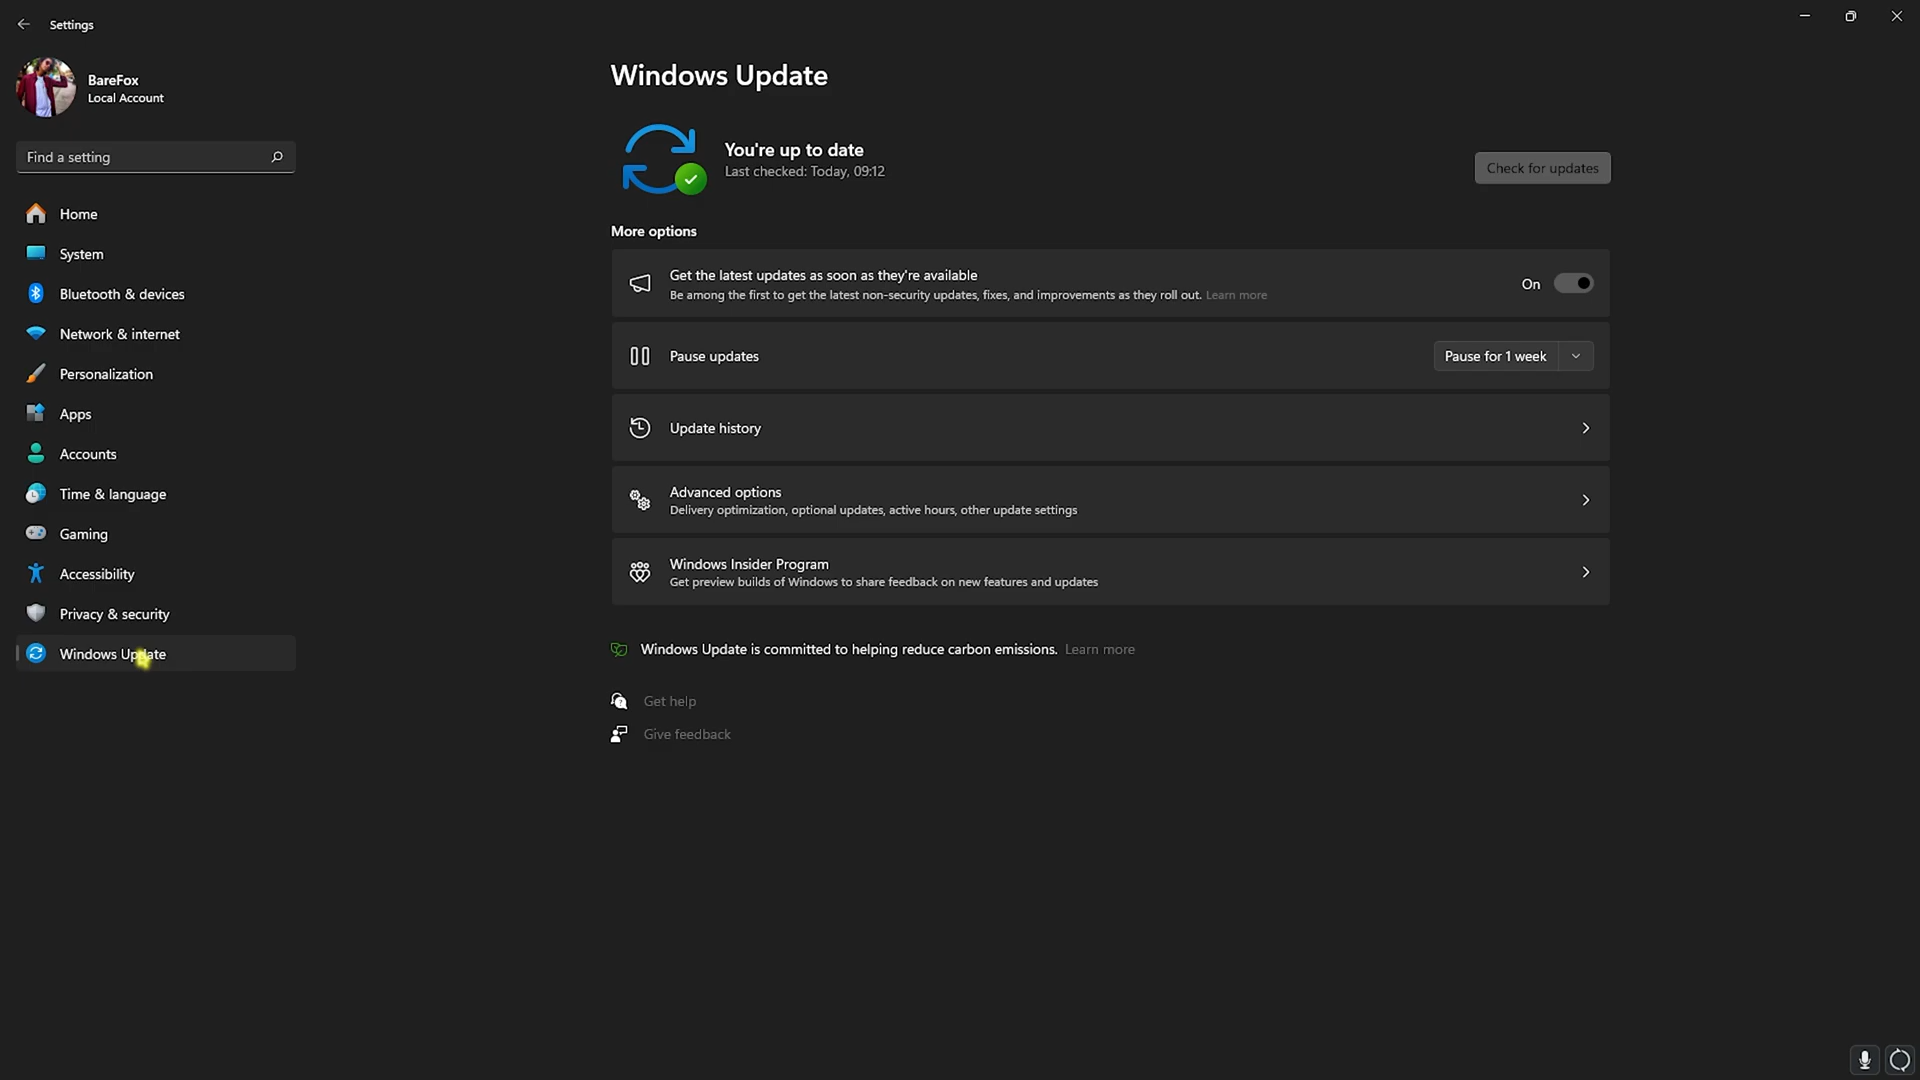 Settings
BareFox
Local Account
Find a setting
Home
System
Bluetooth & devices
Network & internet
Personalization
Apps
Accounts
Time & language
Gaming
Accessibility
Privacy & security
Windows Update
Windows Update
You're up to date
Last checked: Today, 09:12
Check for updates
More options
Get the latest updates as soon as they're available
Be among the first to get the latest non-security updates, fixes, and improvements as they roll out. Learn more
On
Pause updates
Pause for 1 week
Update history
Advanced options
Delivery optimization, optional updates, active hours, other update settings
Windows Insider Program
Get preview builds of Windows to share feedback on new features and updates
Windows Update is committed to helping reduce carbon emissions. Learn more
Get help
Give feedback